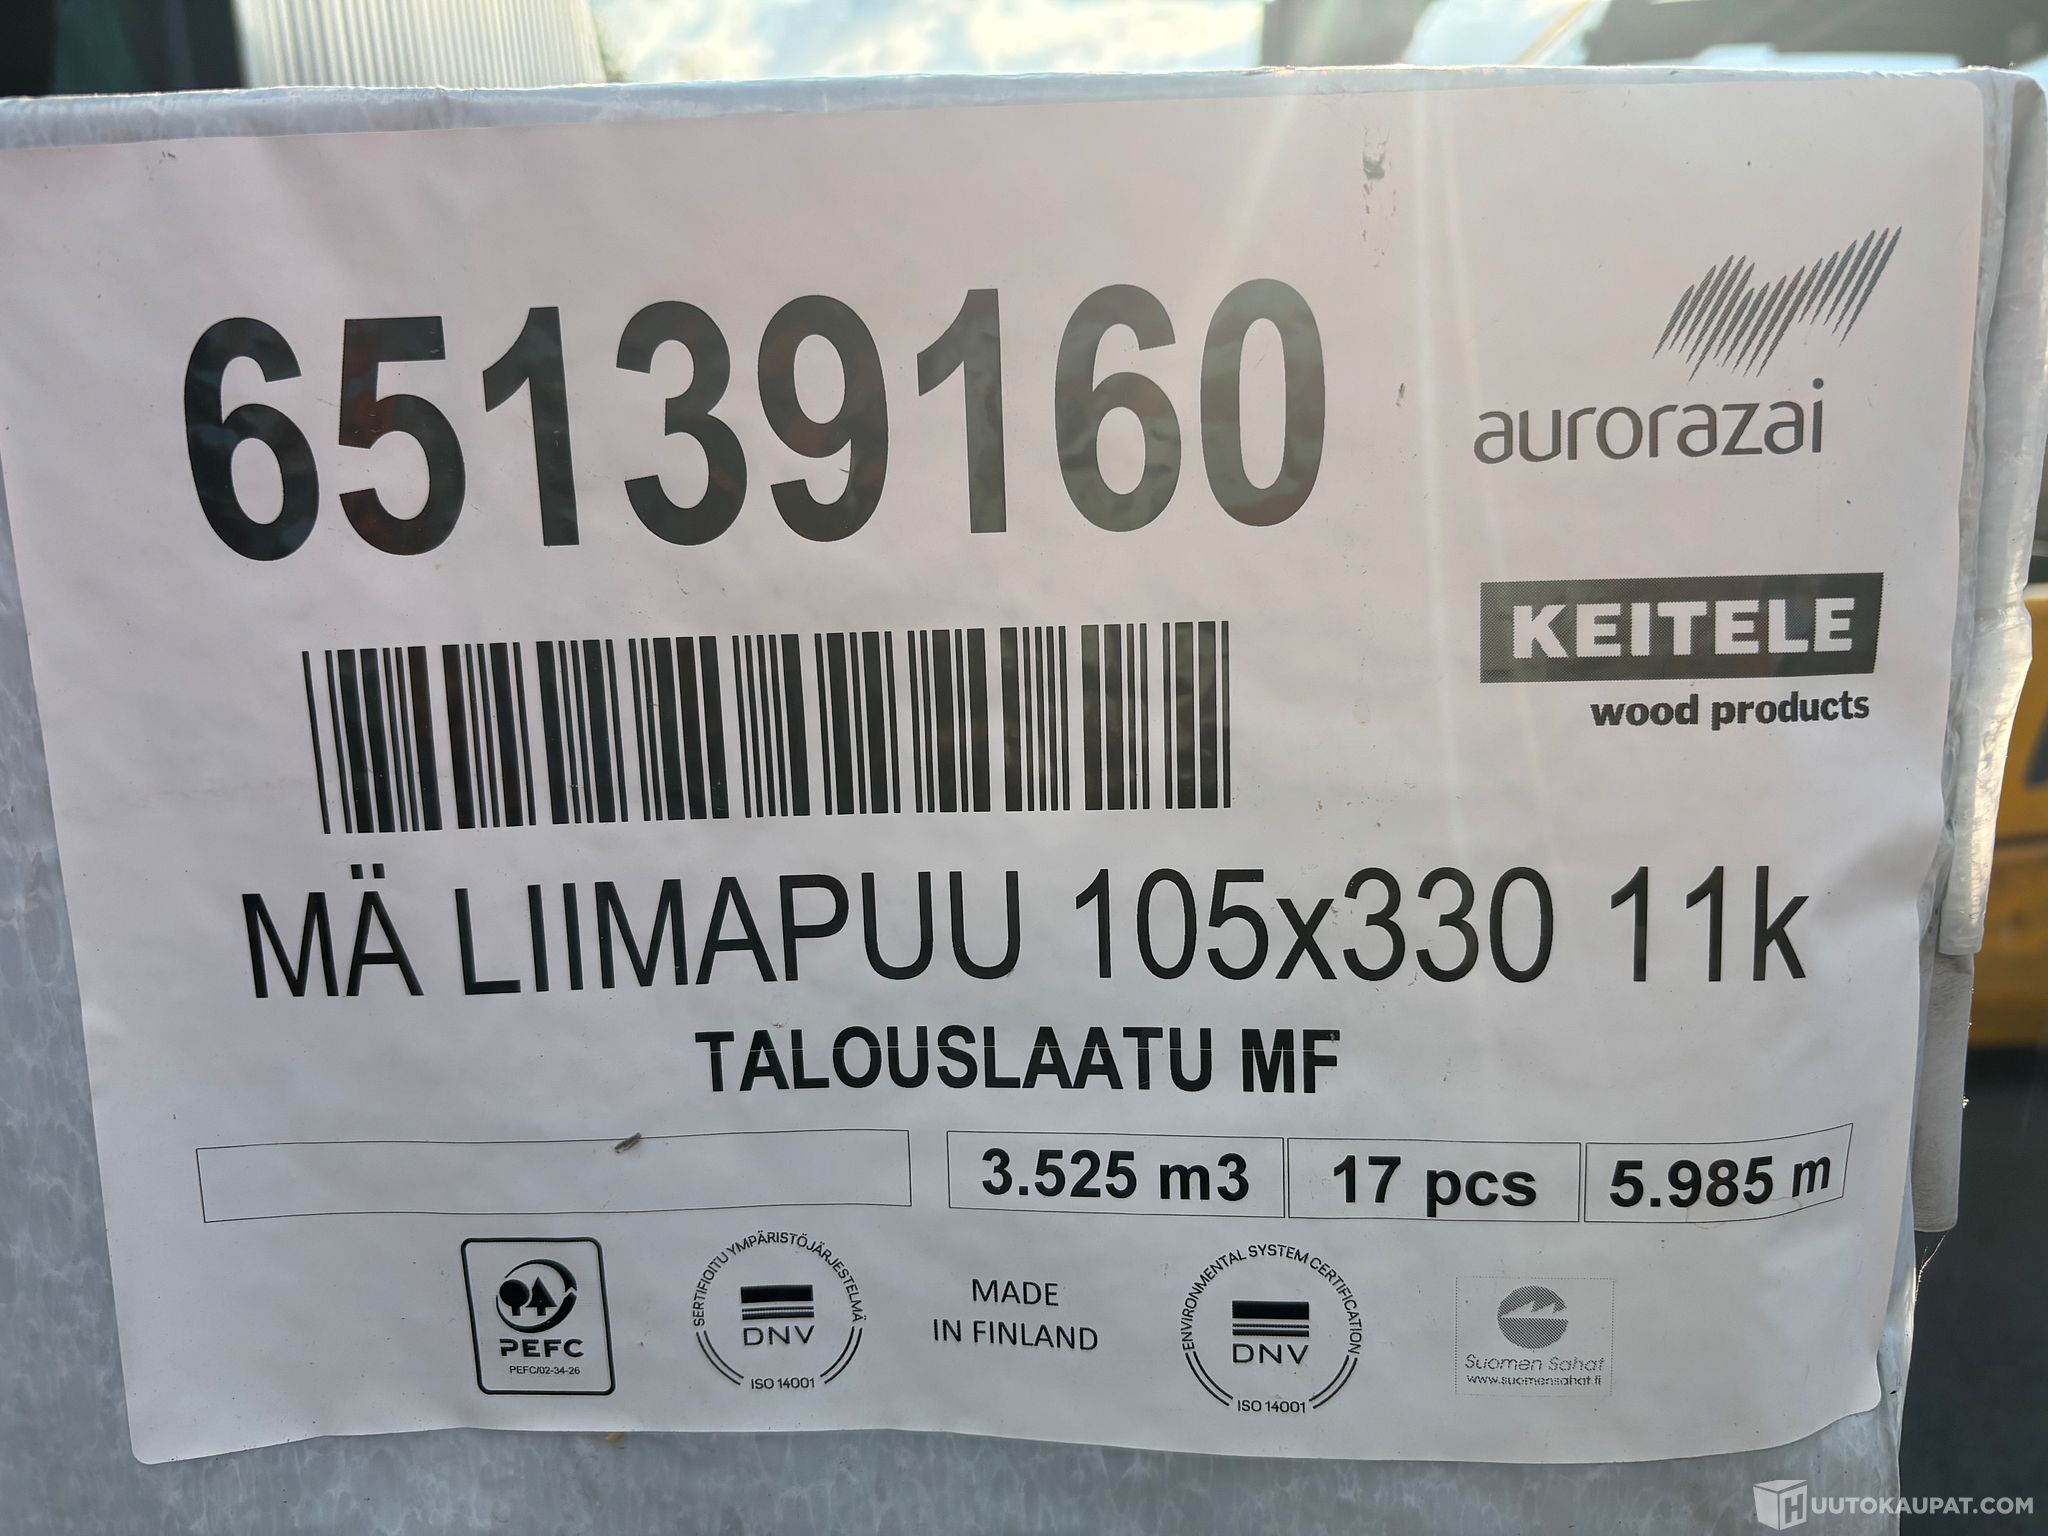 65139160
aurorazai
KEITELE
wood products
MÄ LIIMAPUU 105x330 11k
TALOUSLAATU MF
3.525 m3
17 pcs
5.985 m
PEFC
PEFC/02-34-26
SERTIFIOITU YMPÄRISTÖJÄRJESTELMÄ
DNV
ISO 14001
MADE
IN FINLAND
ENVIRONMENTAL SYSTEM CERTIFICATION
DNV
ISO 14001
Suomen Sahat
www.suomensahat.fi
HUUTOKAUPAT.COM